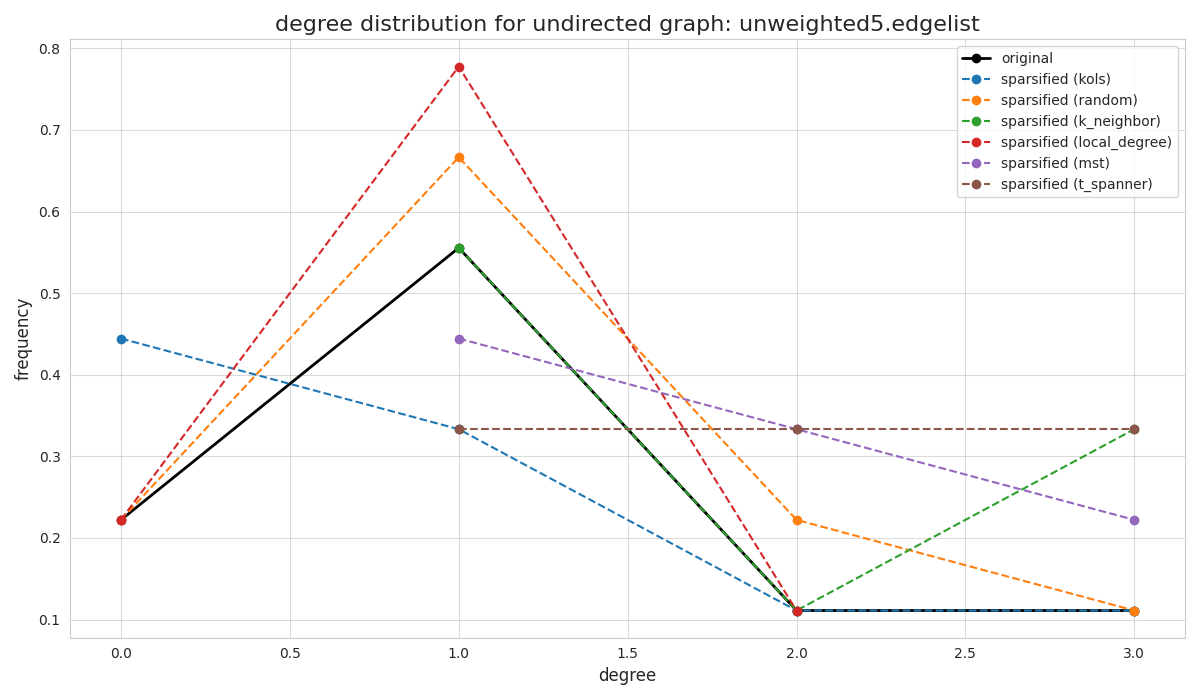 degree distribution for undirected graph: unweighted5.edgelist
original
sparsified (kols)
sparsified (random)
sparsified (k_neighbor)
sparsified (local_degree)
sparsified (mst)
sparsified (t_spanner)
frequency
0.8
0.7
0.6
0.5
0.4
0.3
0.2
0.1
0.0 0.5 1.0 1.5 2.0 2.5 3.0
degree